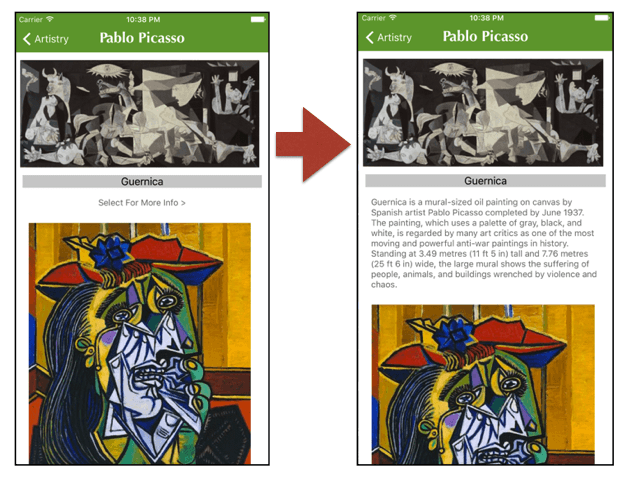 Carrier 10:38 PM
Artistry Pablo Picasso
Guernica
Select For More Info >
Carrier 10:38 PM
Artistry Pablo Picasso
Guernica
Guernica is a mural-sized oil painting on canvas by
Spanish artist Pablo Picasso completed by June 1937.
The painting, which uses a palette of gray, black, and
white, is regarded by many art critics as one of the most
moving and powerful anti-war paintings in history.
Standing at 3.49 metres (11 ft 5 in) tall and 7.76 metres
(25 ft 6 in) wide, the large mural shows the suffering of
people, animals, and buildings wrenched by violence and
chaos.